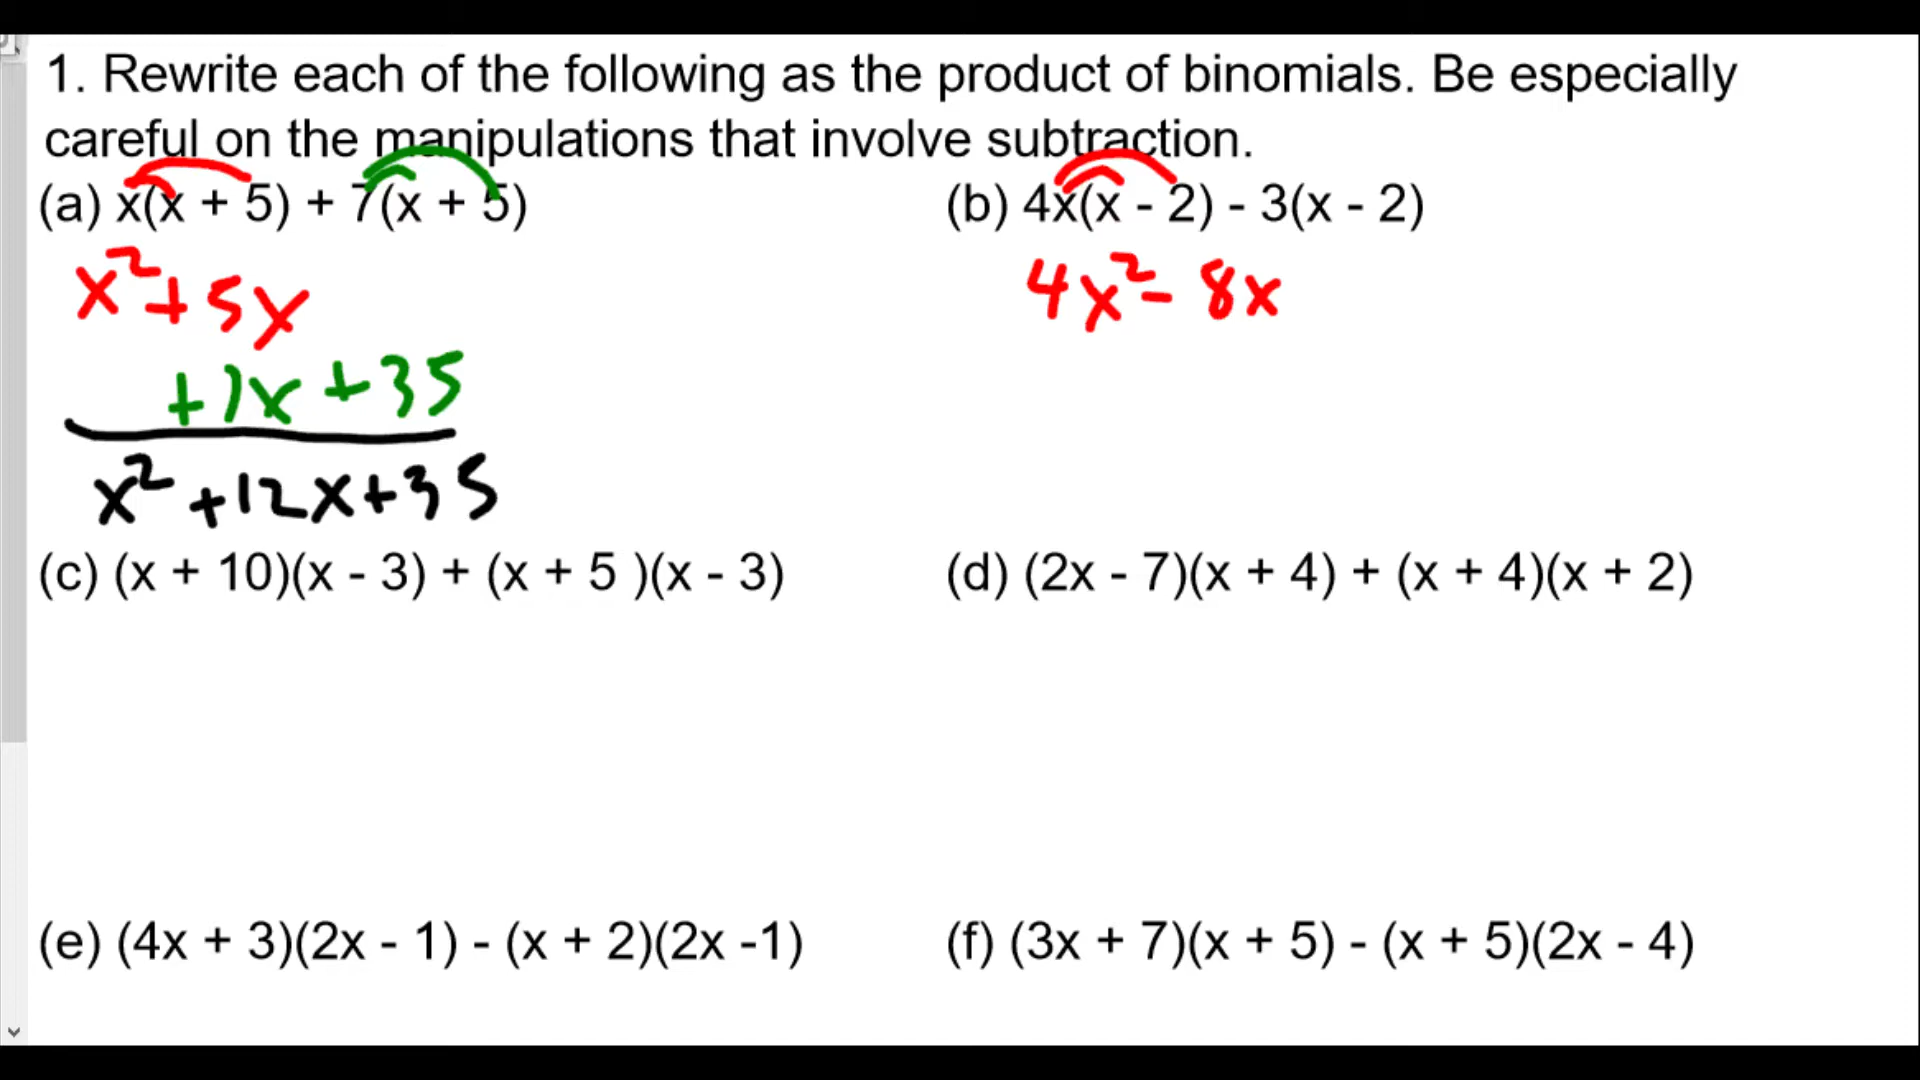 1. Rewrite each of the following as the product of binomials. Be especially
careful on the manipulations that involve subtraction.
(a) x(x + 5) + 7(x + 5)
x² + 5x
+7x + 35
x² + 12x + 35
(b) 4x(x - 2) - 3(x - 2)
4x² - 8x
(c) (x + 10)(x - 3) + (x + 5 )(x - 3)
(d) (2x - 7)(x + 4) + (x + 4)(x + 2)
(e) (4x + 3)(2x - 1) - (x + 2)(2x -1)
(f) (3x + 7)(x + 5) - (x + 5)(2x - 4)